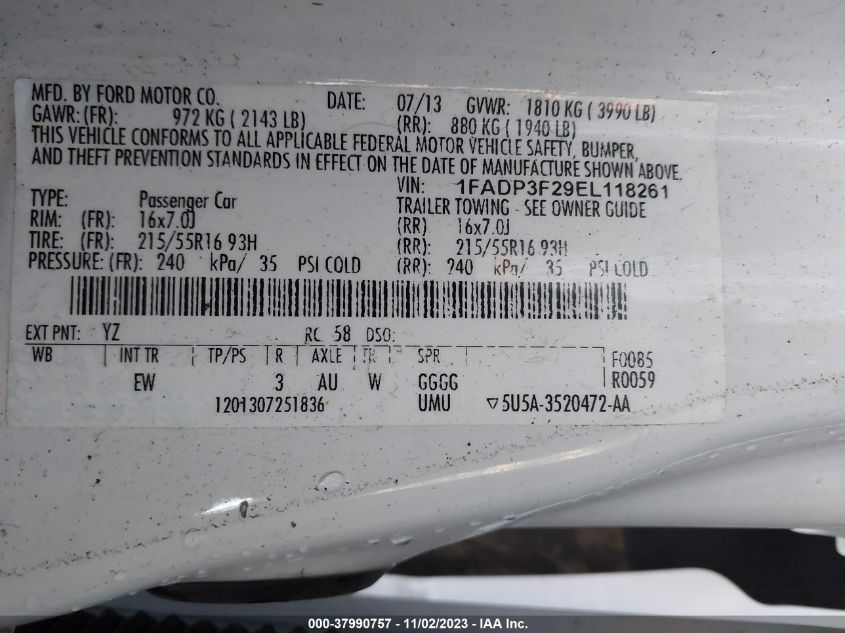 MFD. BY FORD MOTOR CO. DATE: 07/13 GVWR: 1810 KG ( 3990 LB)
GAWR: (FR): 972 KG ( 2143 LB) (RR): 880 KG ( 1940 LB)
THIS VEHICLE CONFORMS TO ALL APPLICABLE FEDERAL MOTOR VEHICLE SAFETY, BUMPER,
AND THEFT PREVENTION STANDARDS IN EFFECT ON THE DATE OF MANUFACTURE SHOWN ABOVE.
VIN: 1FADP3F29EL118261
TYPE: Passenger Car TRAILER TOWING - SEE OWNER GUIDE
RIM: (FR): 16x7.0J (RR) 16x7.0J
TIRE: (FR): 215/55R16 93H (RR): 215/55R16 93H
PRESSURE: (FR): 240 kPa/ 35 PSI COLD (RR): 240 kPa/ 35 PSI COLD
EXT PNT: YZ RC: 58 DSO:
WB INT TR TP/PS R AXLE TR SPR F0085
EW 3 AU W GGGG R0059
1201307251836 UMU ▽5U5A-3520472-AA
000-37990757 - 11/02/2023 - IAA Inc.